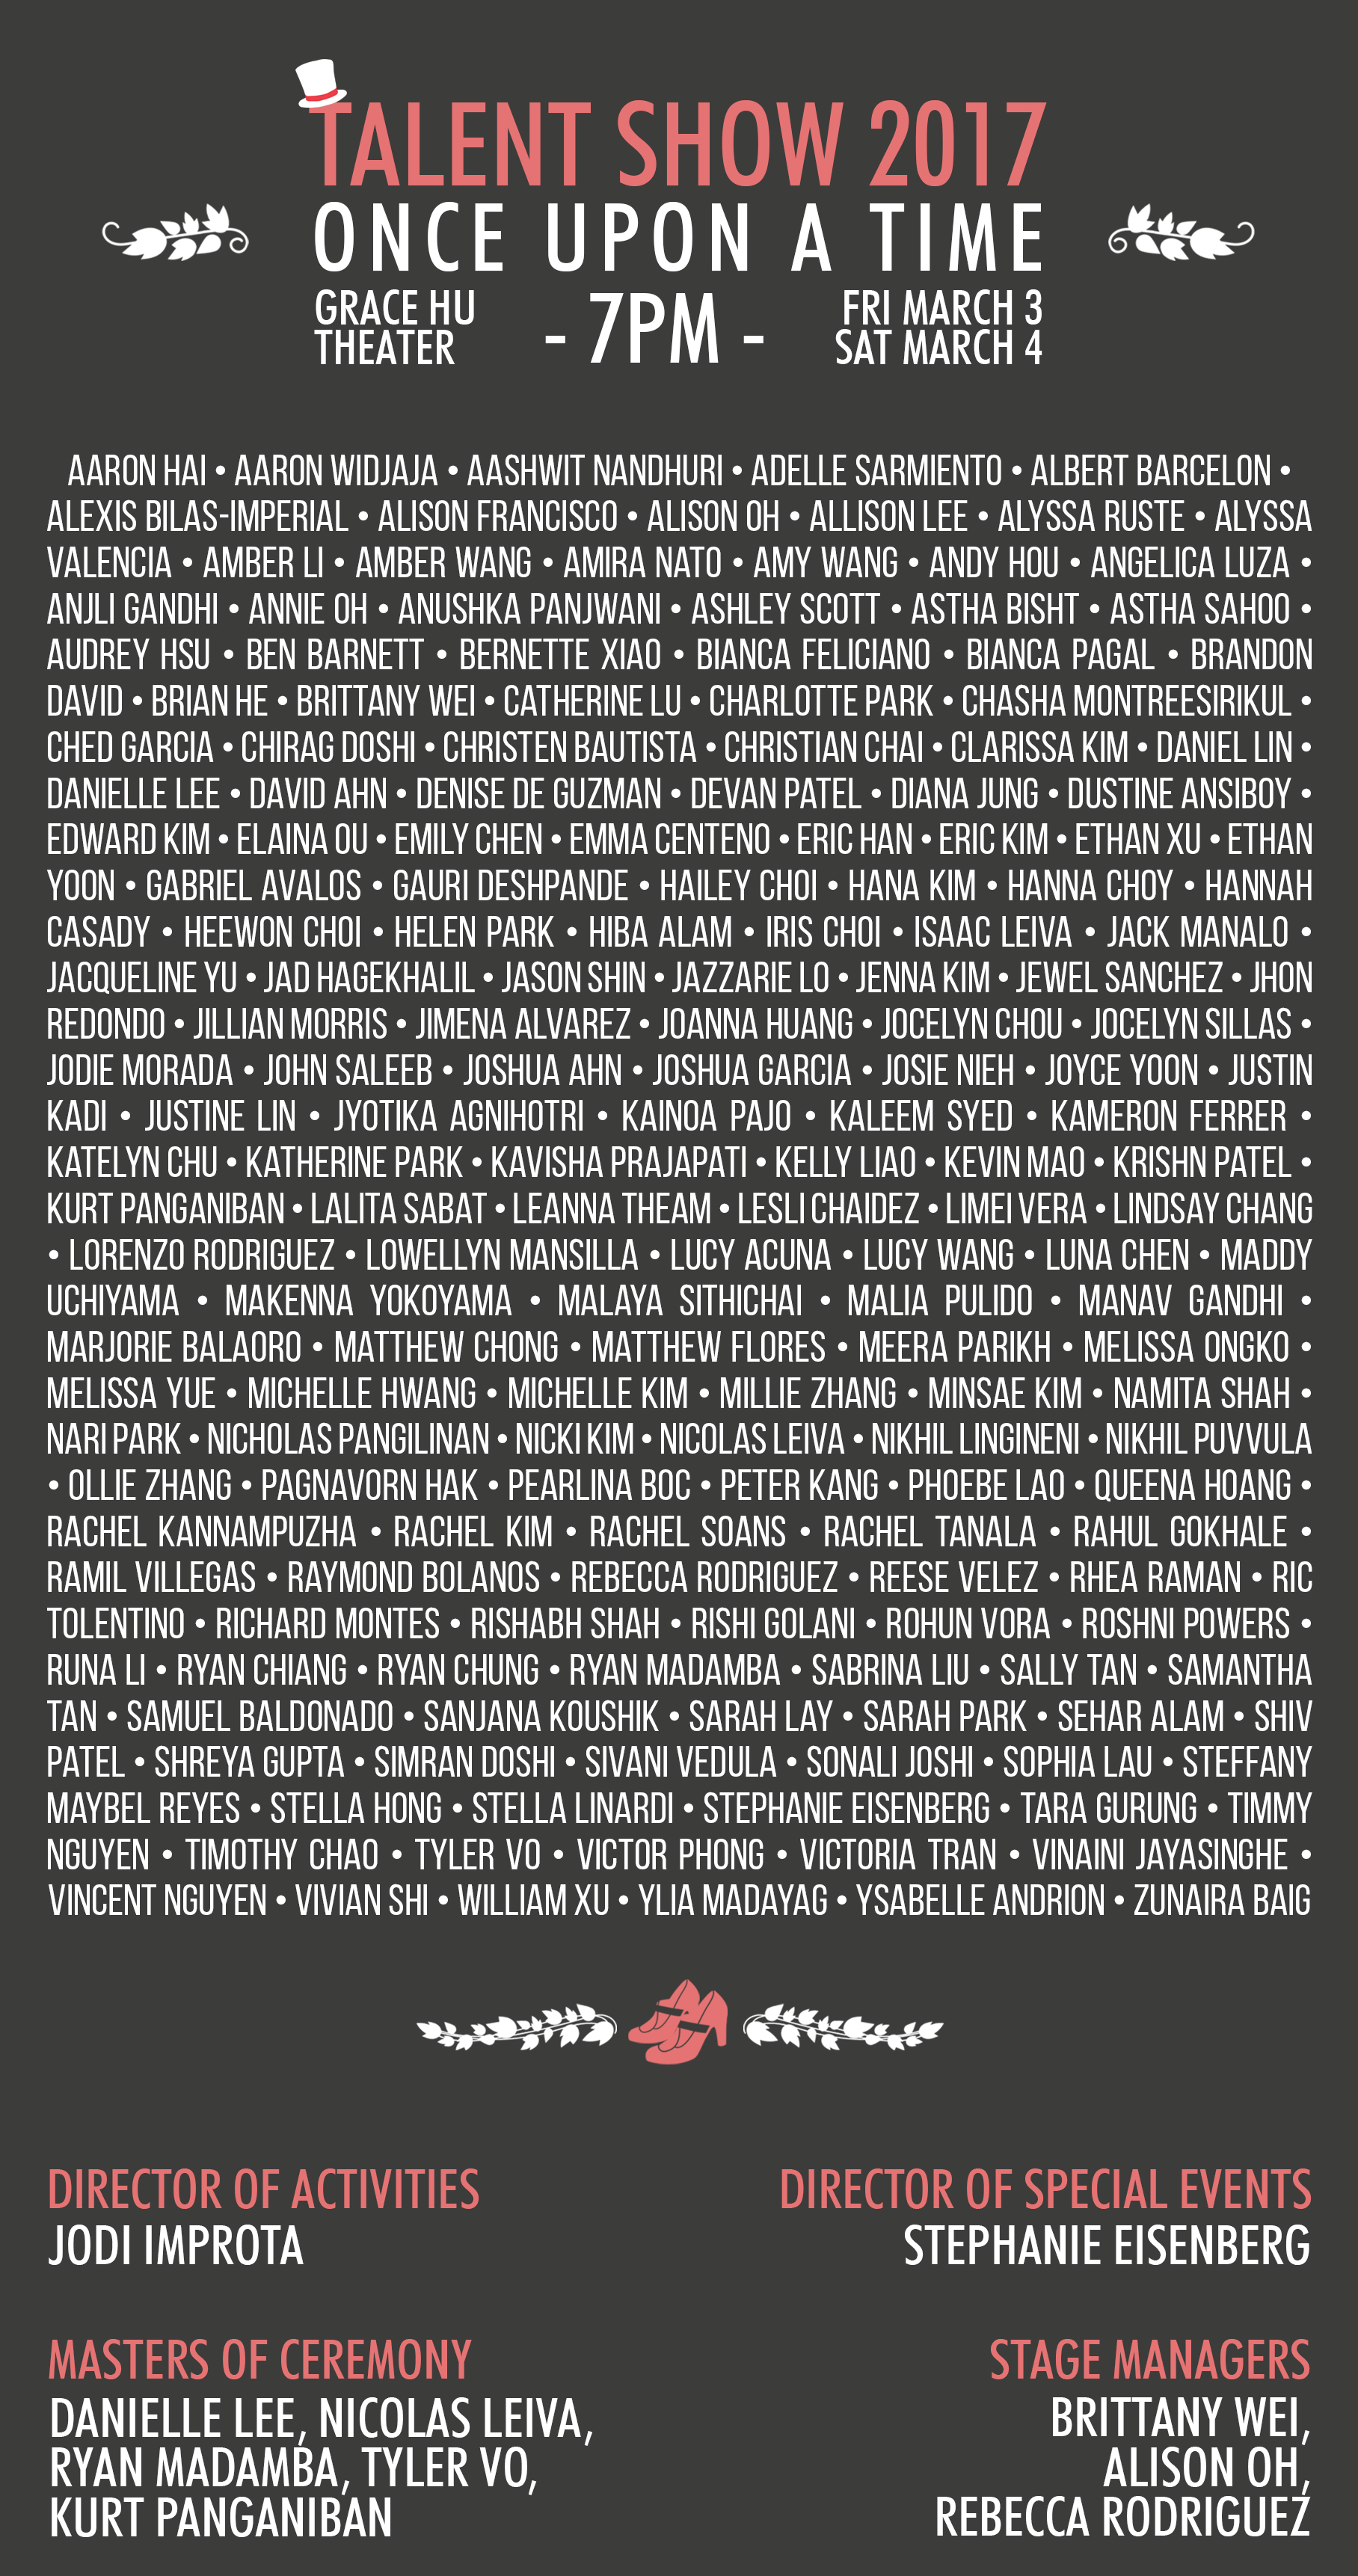 TALENT SHOW 2017
ONCE UPON A TIME
GRACE HU
THEATER
- 7PM -
FRI MARCH 3
SAT MARCH 4
AARON HAI • AARON WIDJAJA • AASHWIT NANDHURI • ADELLE SARMIENTO • ALBERT BARCELON •
ALEXIS BILAS-IMPERIAL • ALISON FRANCISCO • ALISON OH • ALLISON LEE • ALYSSA RUSTE • ALYSSA
VALENCIA • AMBER LI • AMBER WANG • AMIRA NATO • AMY WANG • ANDY HOU • ANGELICA LUZA •
ANJLI GANDHI • ANNIE OH • ANUSHKA PANJWANI • ASHLEY SCOTT • ASTHA BISHT • ASTHA SAHOO •
AUDREY HSU • BEN BARNETT • BERNETTE XIAO • BIANCA FELICIANO • BIANCA PAGAL • BRANDON
DAVID • BRIAN HE • BRITTANY WEI • CATHERINE LU • CHARLOTTE PARK • CHASHA MONTREESIRIKUL •
CHED GARCIA • CHIRAG DOSHI • CHRISTEN BAUTISTA • CHRISTIAN CHAI • CLARISSA KIM • DANIEL LIN •
DANIELLE LEE • DAVID AHN • DENISE DE GUZMAN • DEVAN PATEL • DIANA JUNG • DUSTINE ANSIBOY •
EDWARD KIM • ELAINA OU • EMILY CHEN • EMMA CENTENO • ERIC HAN • ERIC KIM • ETHAN XU • ETHAN
YOON • GABRIEL AVALOS • GAURI DESHPANDE • HAILEY CHOI • HANA KIM • HANNA CHOY • HANNAH
CASADY • HEEWON CHOI • HELEN PARK • HIBA ALAM • IRIS CHOI • ISAAC LEIVA • JACK MANALO •
JACQUELINE YU • JAD HAGEKHALIL • JASON SHIN • JAZZARIE LO • JENNA KIM • JEWEL SANCHEZ • JHON
REDONDO • JILLIAN MORRIS • JIMENA ALVAREZ • JOANNA HUANG • JOCELYN CHOU • JOCELYN SILLAS •
JODIE MORADA • JOHN SALEEB • JOSHUA AHN • JOSHUA GARCIA • JOSIE NIEH • JOYCE YOON • JUSTIN
KADI • JUSTINE LIN • JYOTIKA AGNIHOTRI • KAINOA PAJO • KALEEM SYED • KAMERON FERRER •
KATELYN CHU • KATHERINE PARK • KAVISHA PRAJAPATI • KELLY LIAO • KEVIN MAO • KRISHN PATEL •
KURT PANGANIBAN • LALITA SABAT • LEANNA THEAM • LESLI CHAIDEZ • LIMEI VERA • LINDSAY CHANG
• LORENZO RODRIGUEZ • LOWELLYN MANSILLA • LUCY ACUNA • LUCY WANG • LUNA CHEN • MADDY
UCHIYAMA • MAKENNA YOKOYAMA • MALAYA SITHICHAI • MALIA PULIDO • MANAV GANDHI •
MARJORIE BALAORO • MATTHEW CHONG • MATTHEW FLORES • MEERA PARIKH • MELISSA ONGKO •
MELISSA YUE • MICHELLE HWANG • MICHELLE KIM • MILLIE ZHANG • MINSAE KIM • NAMITA SHAH •
NARI PARK • NICHOLAS PANGILINAN • NICKI KIM • NICOLAS LEIVA • NIKHIL LINGINENI • NIKHIL PUVVULA
• OLLIE ZHANG • PAGNAVORN HAK • PEARLINA BOC • PETER KANG • PHOEBE LAO • QUEENA HOANG •
RACHEL KANNAMPUZHA • RACHEL KIM • RACHEL SOANS • RACHEL TANALA • RAHUL GOKHALE •
RAMIL VILLEGAS • RAYMOND BOLANOS • REBECCA RODRIGUEZ • REESE VELEZ • RHEA RAMAN • RIC
TOLENTINO • RICHARD MONTES • RISHABH SHAH • RISHI GOLANI • ROHUN VORA • ROSHNI POWERS •
RUNA LI • RYAN CHIANG • RYAN CHUNG • RYAN MADAMBA • SABRINA LIU • SALLY TAN • SAMANTHA
TAN • SAMUEL BALDONADO • SANJANA KOUSHIK • SARAH LAY • SARAH PARK • SEHAR ALAM • SHIV
PATEL • SHREYA GUPTA • SIMRAN DOSHI • SIVANI VEDULA • SONALI JOSHI • SOPHIA LAU • STEFFANY
MAYBEL REYES • STELLA HONG • STELLA LINARDI • STEPHANIE EISENBERG • TARA GURUNG • TIMMY
NGUYEN • TIMOTHY CHAO • TYLER VO • VICTOR PHONG • VICTORIA TRAN • VINAINI JAYASINGHE •
VINCENT NGUYEN • VIVIAN SHI • WILLIAM XU • YLIA MADAYAG • YSABELLE ANDRION • ZUNAIRA BAIG
DIRECTOR OF ACTIVITIES
JODI IMPROTA
DIRECTOR OF SPECIAL EVENTS
STEPHANIE EISENBERG
MASTERS OF CEREMONY
DANIELLE LEE, NICOLAS LEIVA,
RYAN MADAMBA, TYLER VO,
KURT PANGANIBAN
STAGE MANAGERS
BRITTANY WEI,
ALISON OH,
REBECCA RODRIGUEZ